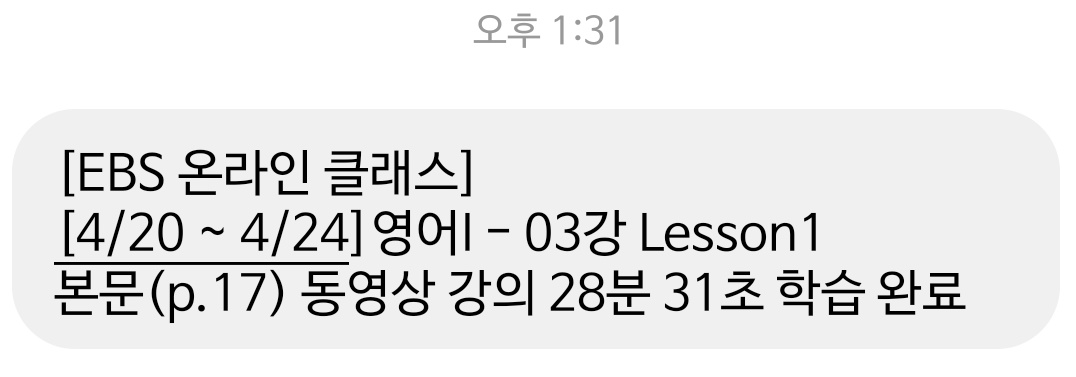 오후 1:31
[EBS 온라인 클래스]
[4/20 ~ 4/24]영어I - 03강 Lesson1
본문(p.17) 동영상 강의 28분 31초 학습 완료